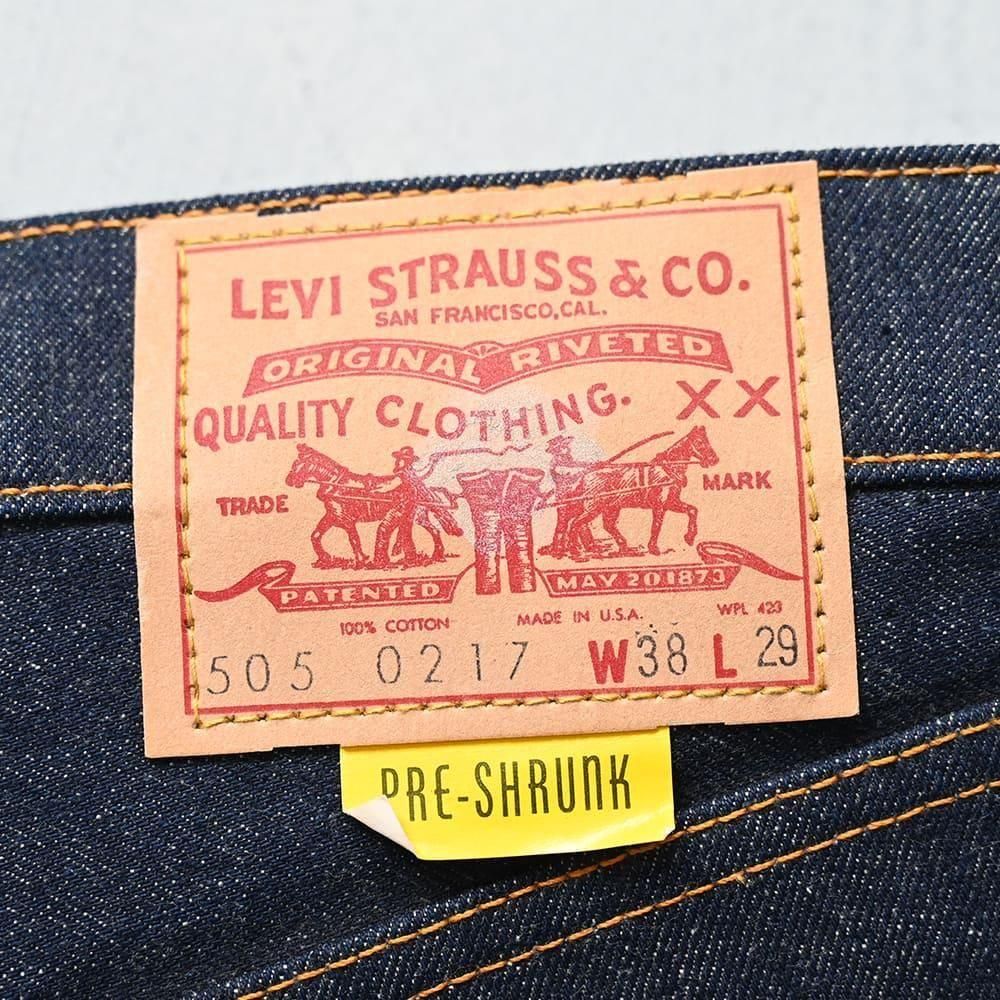 LEVI STRAUSS & CO.
SAN FRANCISCO, CAL.
ORIGINAL RIVETED
QUALITY CLOTHING. XX
TRADE MARK
PATENTED MAY 20 1873
100% COTTON MADE IN U.S.A. WPL 423
505 0217 W38 L 29
PRE-SHRUNK